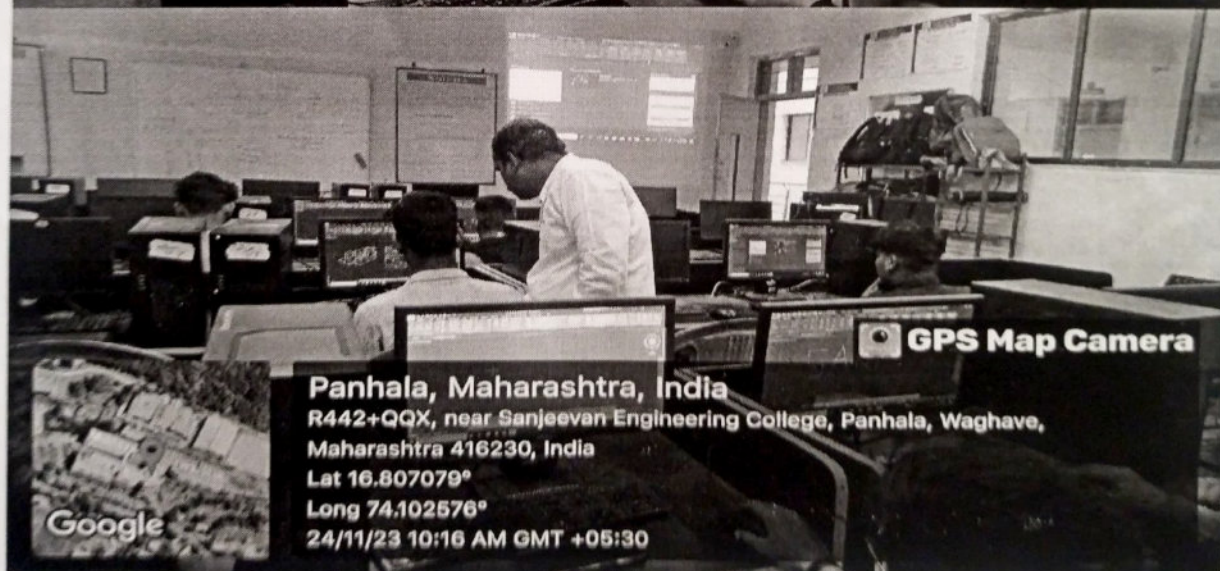 GPS Map Camera
Panhala, Maharashtra, India
R442+QQX, near Sanjeevan Engineering College, Panhala, Waghave,
Maharashtra 416230, India
Lat 16.807079°
Long 74.102576°
24/11/23 10:16 AM GMT +05:30
Google